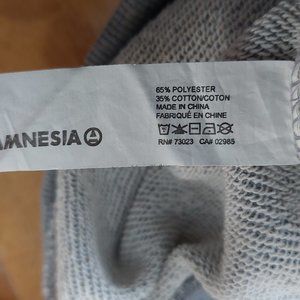 65% POLYESTER
35% COTTON/COTON
MADE IN CHINA
FABRIQUÉ EN CHINE
AMNESIA
RN# 73023 CA# 02985